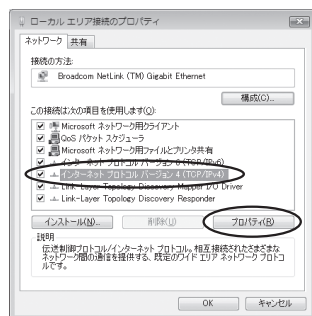 ローカル エリア接続のプロパティ
ネットワーク 共有
接続の方法:
Broadcom NetLink (TM) Gigabit Ethernet
構成(C)...
この接続は次の項目を使用します(O):
Microsoft ネットワーク用クライアント
QoS パケット スケジューラ
Microsoft ネットワーク用ファイルとプリンタ共有
インターネット プロトコル バージョン 6 (TCP/IPv6)
インターネット プロトコル バージョン 4 (TCP/IPv4)
Link-Layer Topology Discovery Mapper I/O Driver
Link-Layer Topology Discovery Responder
インストール(N)... 削除(U) プロパティ(R)
説明
伝送制御プロトコル/インターネット プロトコル。相互接続されたさまざまな
ネットワーク間の通信を提供する、既定のワイド エリア ネットワーク プロトコ
ルです。
OK キャンセル